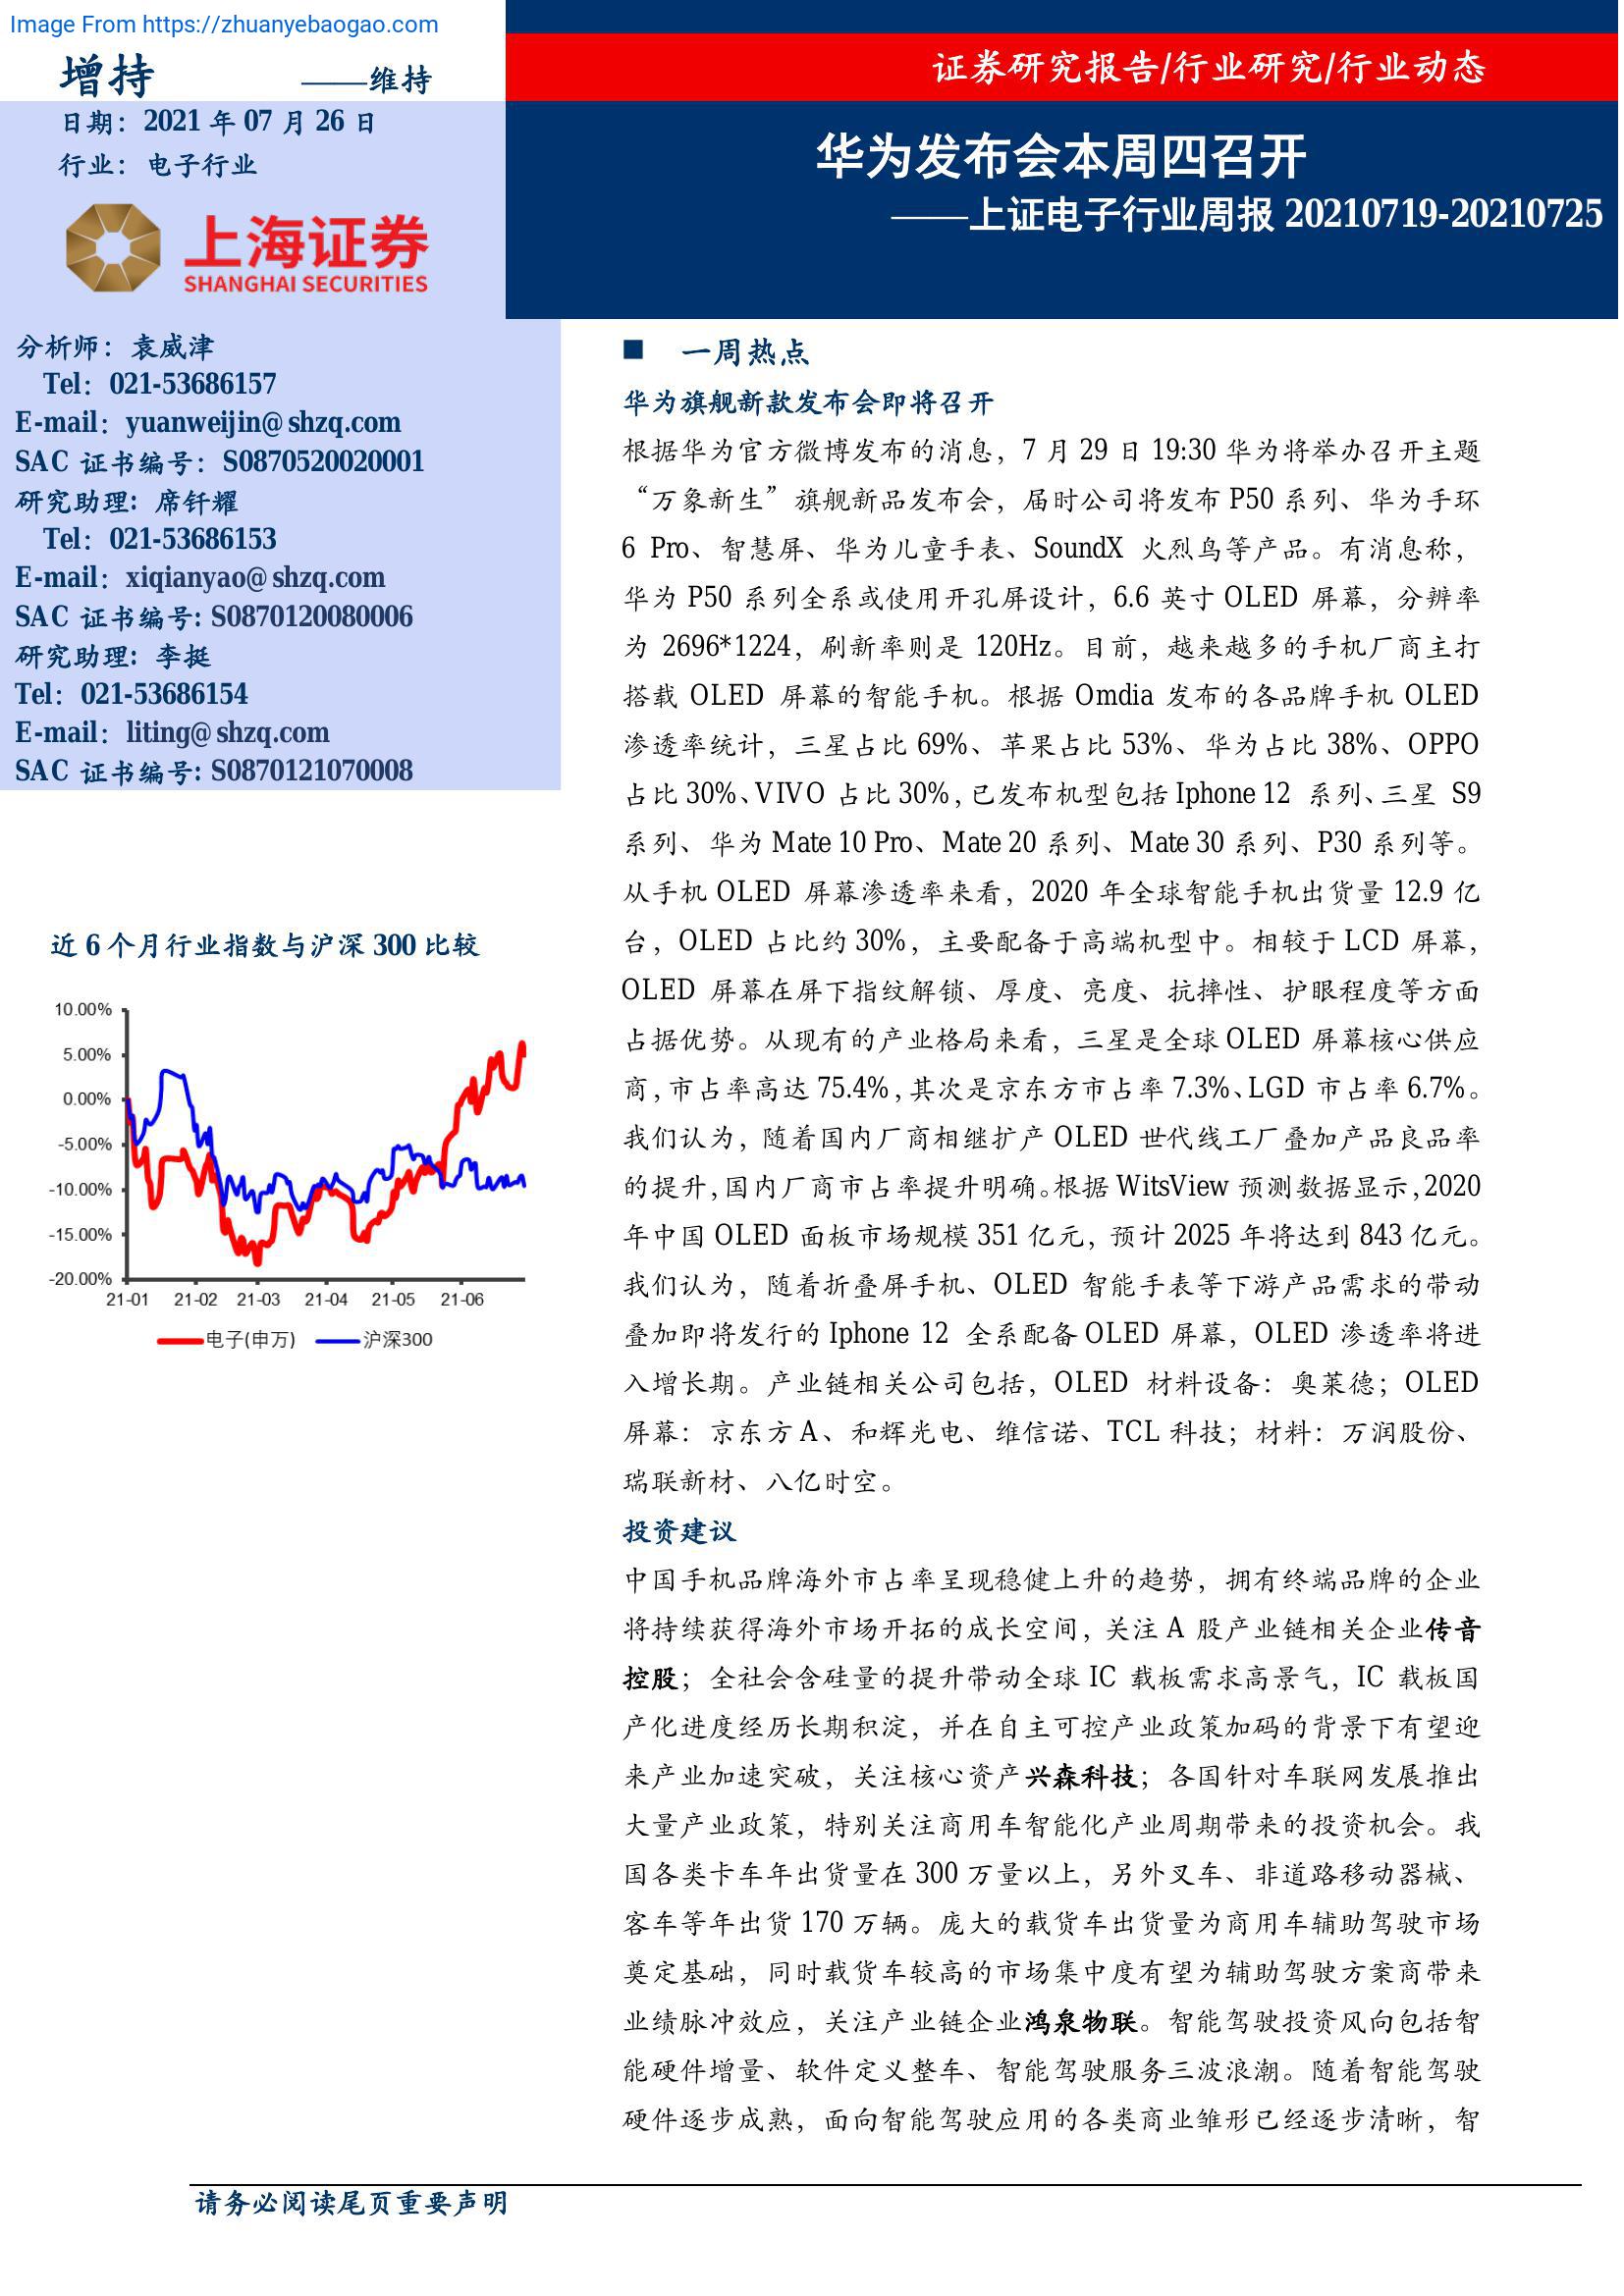 Image From https://zhuanyebaogao.com
增持 ——维持
日期：2021 年 07 月 26 日
行业：电子行业
上海证券
SHANGHAI SECURITIES
证券研究报告/行业研究/行业动态
华为发布会本周四召开
——上证电子行业周报 20210719-20210725
分析师：袁威津
Tel：021-53686157
E-mail：yuanweijin@shzq.com
SAC 证书编号：S0870520020001
研究助理：席钎耀
Tel：021-53686153
E-mail：xiqianyao@shzq.com
SAC 证书编号: S0870120080006
研究助理：李挺
Tel：021-53686154
E-mail：liting@shzq.com
SAC 证书编号: S0870121070008
近 6 个月行业指数与沪深 300 比较
10.00%
5.00%
0.00%
-5.00%
-10.00%
-15.00%
-20.00%
21-01 21-02 21-03 21-04 21-05 21-06
电子(申万) 沪深300
■ 一周热点
华为旗舰新款发布会即将召开
根据华为官方微博发布的消息，7 月 29 日 19:30 华为将举办召开主题
“万象新生”旗舰新品发布会，届时公司将发布 P50 系列、华为手环
6 Pro、智慧屏、华为儿童手表、SoundX 火烈鸟等产品。有消息称，
华为 P50 系列全系或使用开孔屏设计，6.6 英寸 OLED 屏幕，分辨率
为 2696*1224，刷新率则是 120Hz。目前，越来越多的手机厂商主打
搭载 OLED 屏幕的智能手机。根据 Omdia 发布的各品牌手机 OLED
渗透率统计，三星占比 69%、苹果占比 53%、华为占比 38%、OPPO
占比 30%、VIVO 占比 30%，已发布机型包括 Iphone 12 系列、三星 S9
系列、华为 Mate 10 Pro、Mate 20 系列、Mate 30 系列、P30 系列等。
从手机 OLED 屏幕渗透率来看，2020 年全球智能手机出货量 12.9 亿
台，OLED 占比约 30%，主要配备于高端机型中。相较于 LCD 屏幕，
OLED 屏幕在屏下指纹解锁、厚度、亮度、抗摔性、护眼程度等方面
占据优势。从现有的产业格局来看，三星是全球 OLED 屏幕核心供应
商，市占率高达 75.4%，其次是京东方市占率 7.3%、LGD 市占率 6.7%。
我们认为，随着国内厂商相继扩产 OLED 世代线工厂叠加产品良品率
的提升，国内厂商市占率提升明确。根据 WitsView 预测数据显示，2020
年中国 OLED 面板市场规模 351 亿元，预计 2025 年将达到 843 亿元。
我们认为，随着折叠屏手机、OLED 智能手表等下游产品需求的带动
叠加即将发行的 Iphone 12 全系配备 OLED 屏幕，OLED 渗透率将进
入增长期。产业链相关公司包括，OLED 材料设备：奥莱德；OLED
屏幕：京东方 A、和辉光电、维信诺、TCL 科技；材料：万润股份、
瑞联新材、八亿时空。
投资建议
中国手机品牌海外市占率呈现稳健上升的趋势，拥有终端品牌的企业
将持续获得海外市场开拓的成长空间，关注 A 股产业链相关企业传音
控股；全社会含硅量的提升带动全球 IC 载板需求高景气，IC 载板国
产化进度经历长期积淀，并在自主可控产业政策加码的背景下有望迎
来产业加速突破，关注核心资产兴森科技；各国针对车联网发展推出
大量产业政策，特别关注商用车智能化产业周期带来的投资机会。我
国各类卡车年出货量在 300 万量以上，另外叉车、非道路移动器械、
客车等年出货 170 万辆。庞大的载货车出货量为商用车辅助驾驶市场
奠定基础，同时载货车较高的市场集中度有望为辅助驾驶方案商带来
业绩脉冲效应，关注产业链企业鸿泉物联。智能驾驶投资风向包括智
能硬件增量、软件定义整车、智能驾驶服务三波浪潮。随着智能驾驶
硬件逐步成熟，面向智能驾驶应用的各类商业雏形已经逐步清晰，智
请务必阅读尾页重要声明